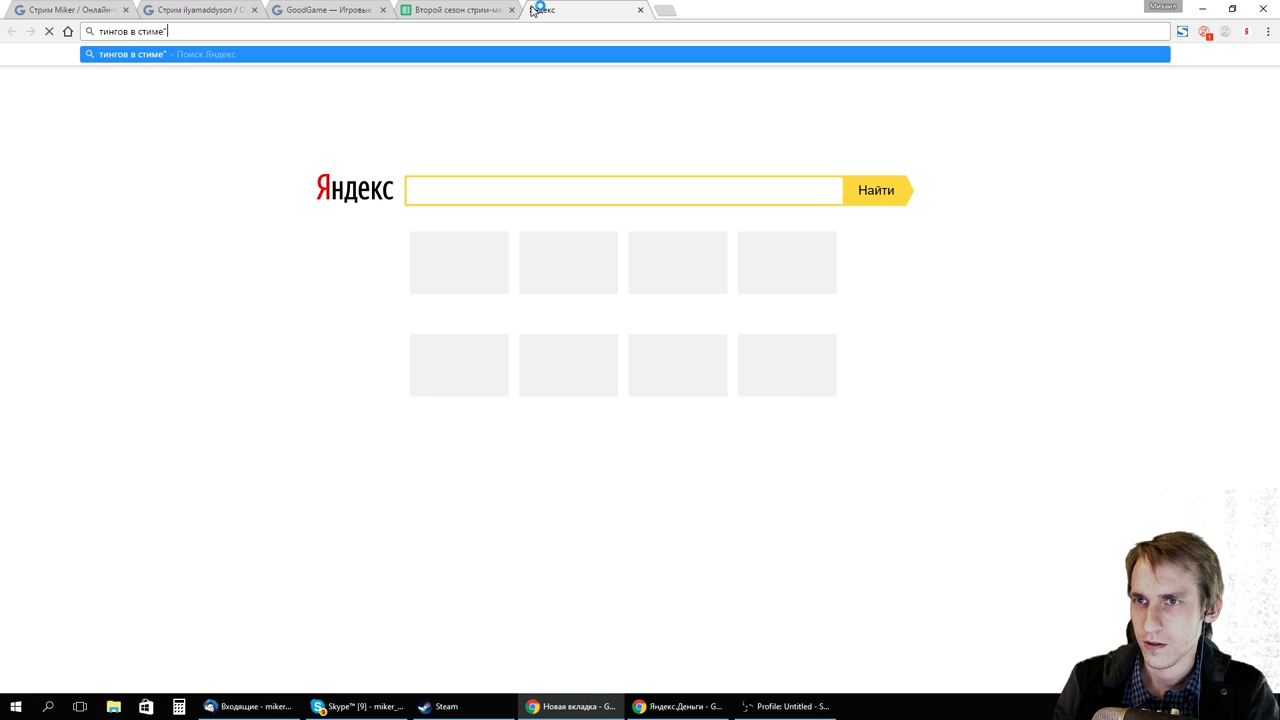 Стрим Miker / Онлайн-т
Стрим ilyamaddyson / О
GoodGame — Игровые
Второй сезон стрим-ма
Михаил
тингов в стиме"
тингов в стиме" - Поиск Яндекс
1
Я
Яндекс
Найти
Входящие - miker...
Skype™ [9] - miker_...
Steam
Новая вкладка - G...
Яндекс.Деньги - G...
Profile: Untitled - S...